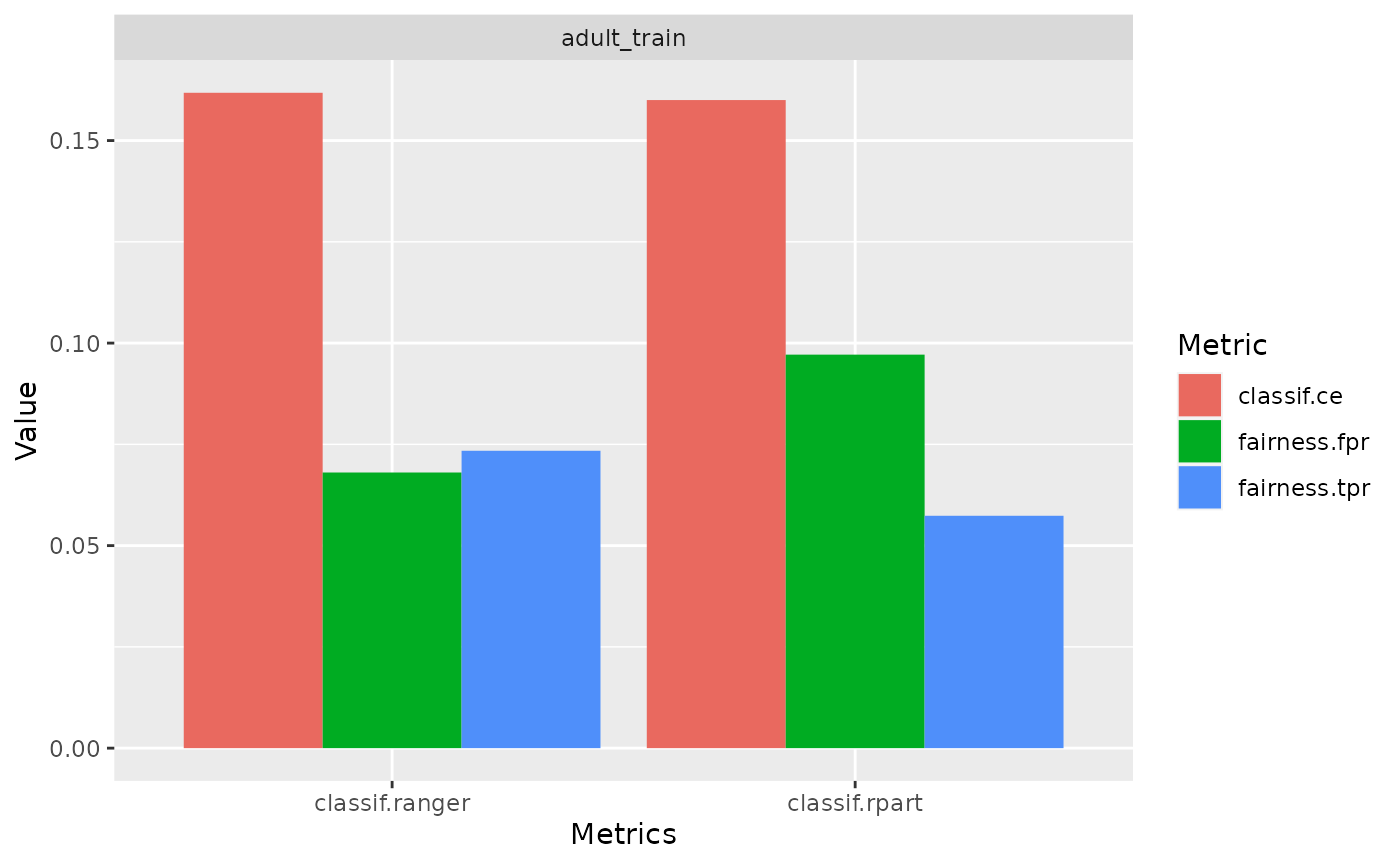 adult_train
0.15
0.10
0.05
0.00
Value
classif.ranger
classif.rpart
Metrics
Metric
classif.ce
fairness.fpr
fairness.tpr